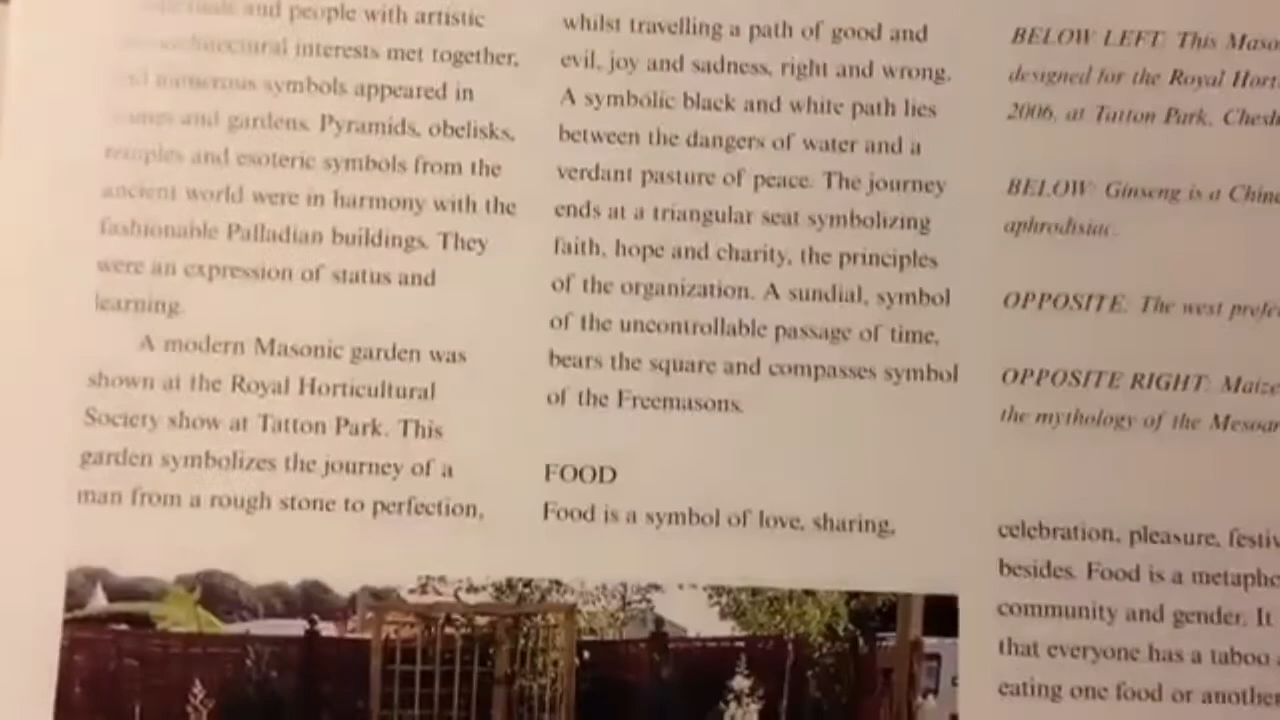 and people with artistic
interests met together,
numerous symbols appeared in
and gardens. Pyramids, obelisks,
temples and esoteric symbols from the
ancient world were in harmony with the
fashionable Palladian buildings. They
were an expression of status and
learning.
A modern Masonic garden was
shown at the Royal Horticultural
Society show at Tatton Park. This
garden symbolizes the journey of a
man from a rough stone to perfection,
whilst travelling a path of good and
evil, joy and sadness, right and wrong.
A symbolic black and white path lies
between the dangers of water and a
verdant pasture of peace. The journey
ends at a triangular seat symbolizing
faith, hope and charity, the principles
of the organization. A sundial, symbol
of the uncontrollable passage of time,
bears the square and compasses symbol
of the Freemasons.
FOOD
Food is a symbol of love, sharing,
BELOW LEFT: This
designed for the Royal
2006, at Tatton Park,
BELOW: Ginseng is a
aphrodisiac.
OPPOSITE: The west
OPPOSITE RIGHT: Maize
the mythology of the
celebration, pleasure,
besides. Food is a
community and gender. It
that everyone has a taboo
eating one food or another